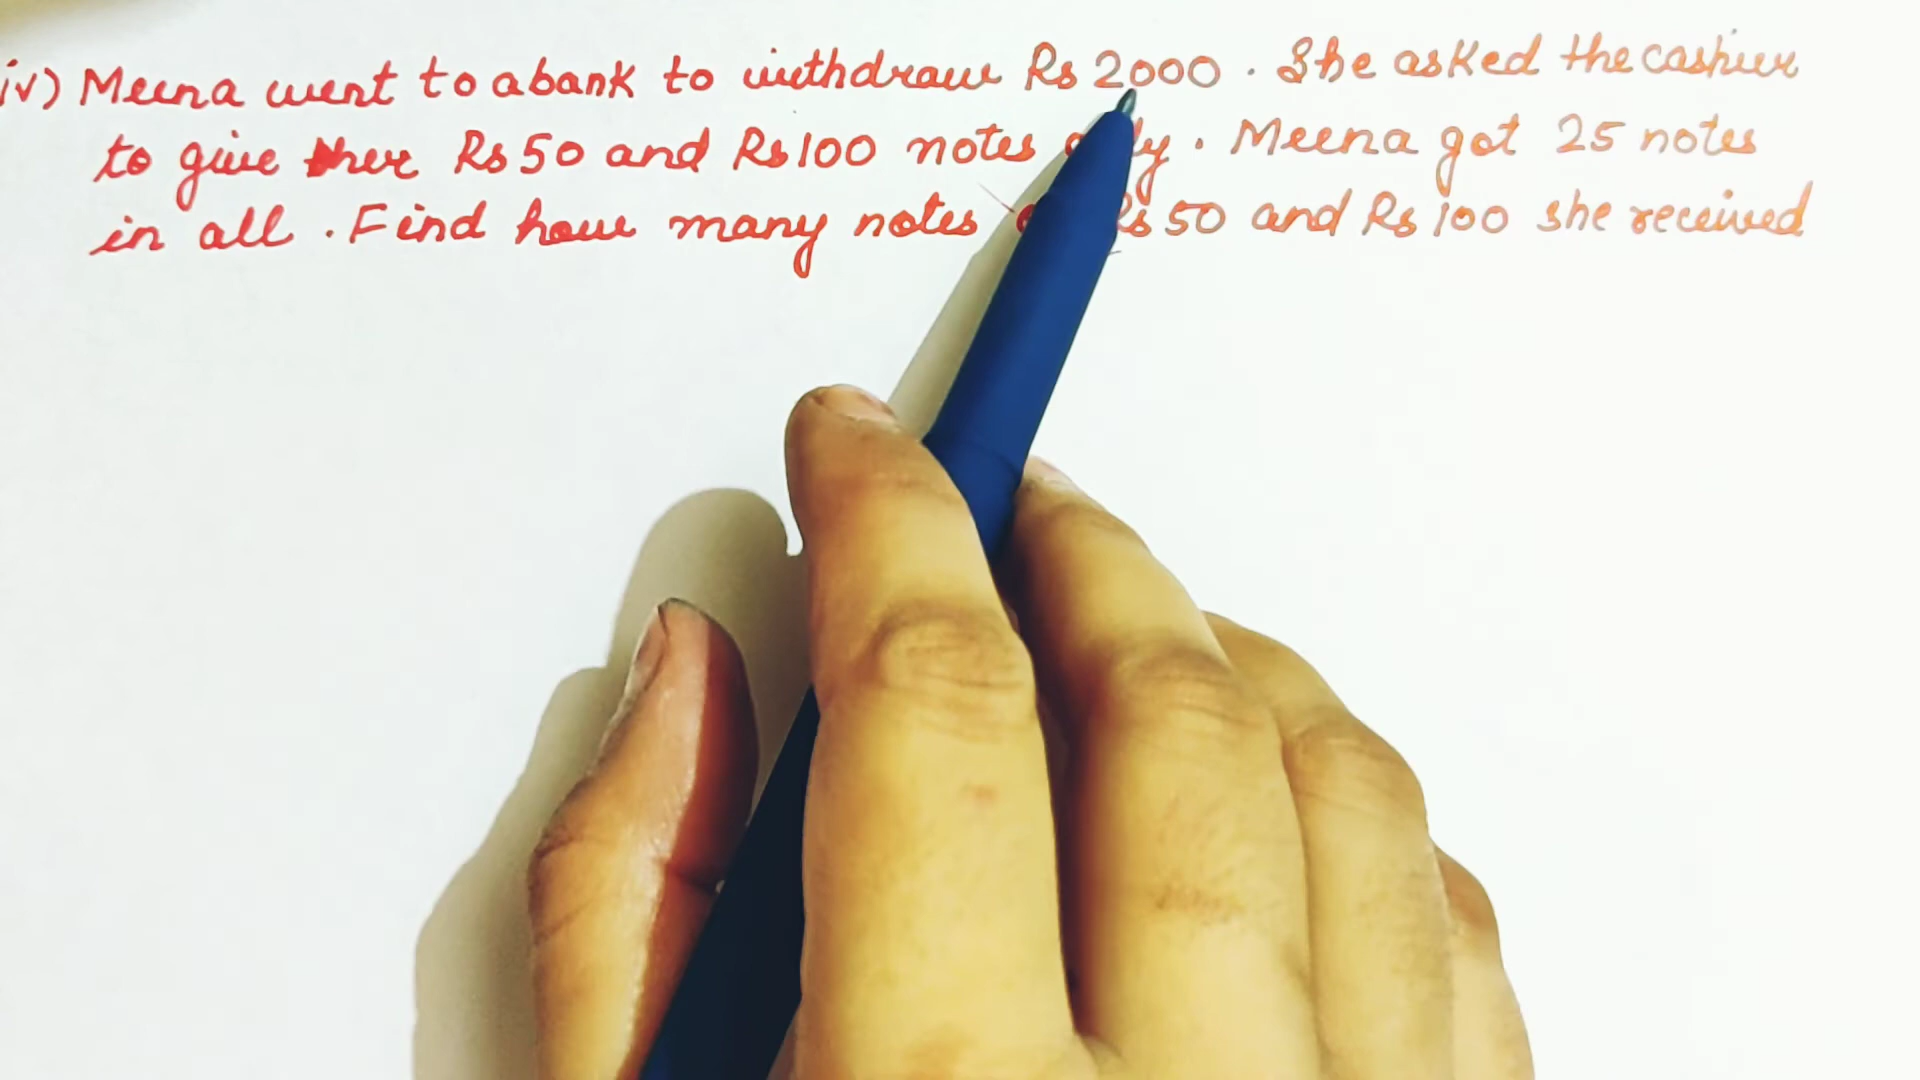 iv) Meena went to a bank to withdraw Rs 2000. She asked the cashier
to give her Rs 50 and Rs 100 notes only. Meena got 25 notes
in all. Find how many notes Rs 50 and Rs 100 she received